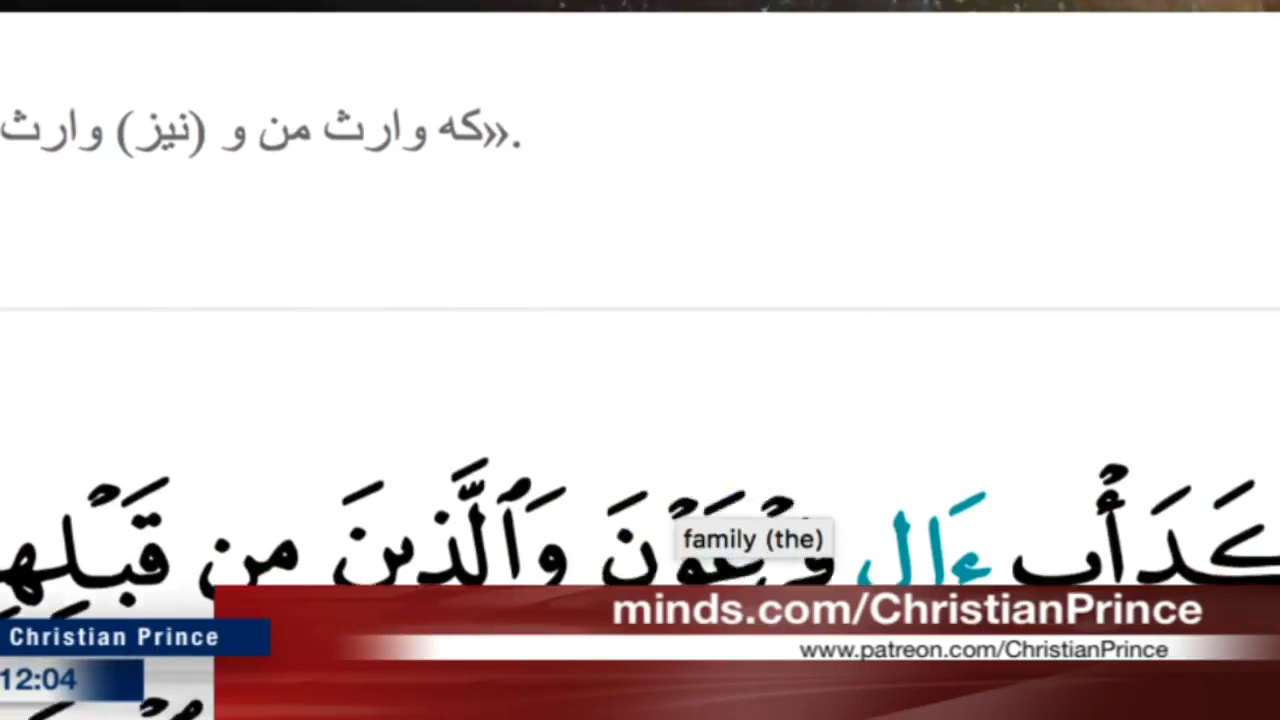 که وارث من و (نیز) وارث».
كَدَأْبِ ءَالِ فِرْعَوْنَ وَٱلَّذِينَ مِن قَبْلِهِ
family (the)
minds.com/ChristianPrince
Christian Prince
www.patreon.com/ChristianPrince
12:04